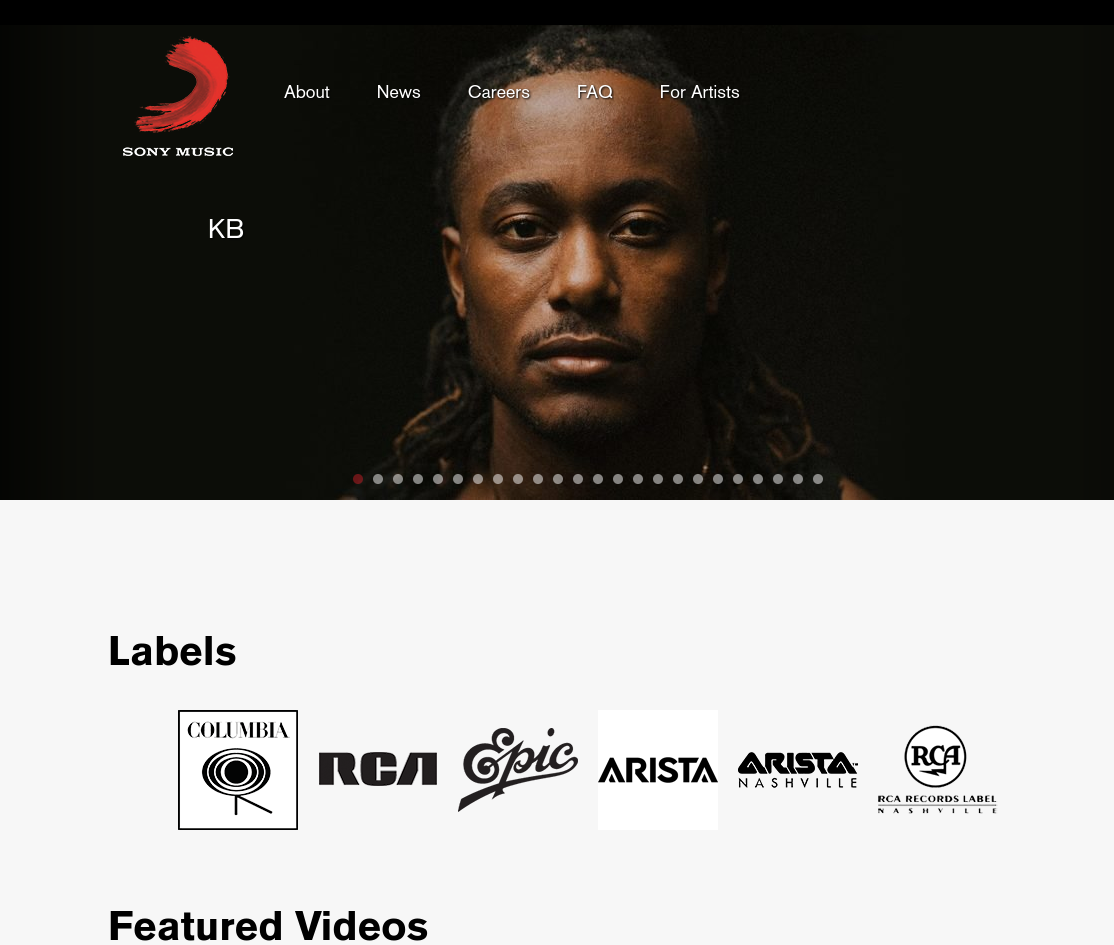 SONY MUSIC
About
News
Careers
FAQ
For Artists
KB
Labels
COLUMBIA
RCA
Epic
ARISTA
ARISTA
NASHVILLE
RCA
RCA RECORDS LABEL
NASHVILLE
Featured Videos